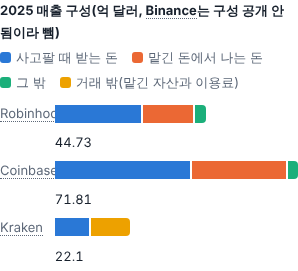 2025 매출 구성(억 달러, Binance는 구성 공개 안
됨이라 뺌)
사고팔 때 받는 돈 맡긴 돈에서 나는 돈
그 밖 거래 밖(맡긴 자산과 이용료)
Robinhoo
44.73
Coinbase
71.81
Kraken
22.1